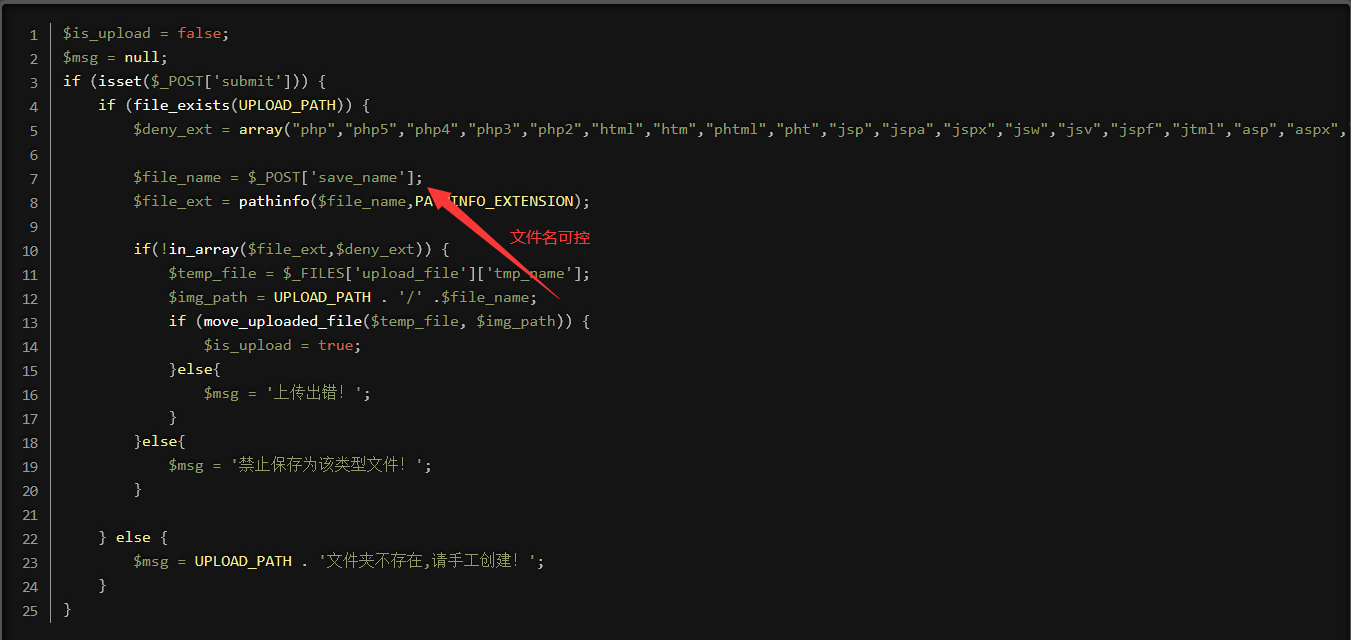 1 $is_upload = false;
2 $msg = null;
3 if (isset($_POST['submit'])) {
4 if (file_exists(UPLOAD_PATH)) {
5 $deny_ext = array("php","php5","php4","php3","php2","html","htm","phtml","pht","jsp","jspa","jspx","jsw","jsv","jspf","jtml","asp","aspx",
6
7 $file_name = $_POST['save_name'];
8 $file_ext = pathinfo($file_name,PATHINFO_EXTENSION);
9
文件名可控
10 if(!in_array($file_ext,$deny_ext)) {
11 $temp_file = $_FILES['upload_file']['tmp_name'];
12 $img_path = UPLOAD_PATH . '/' .$file_name;
13 if (move_uploaded_file($temp_file, $img_path)) {
14 $is_upload = true;
15 }else{
16 $msg = '上传出错！';
17 }
18 }else{
19 $msg = '禁止保存为该类型文件！';
20 }
21
22 } else {
23 $msg = UPLOAD_PATH . '文件夹不存在,请手工创建！';
24 }
25 }